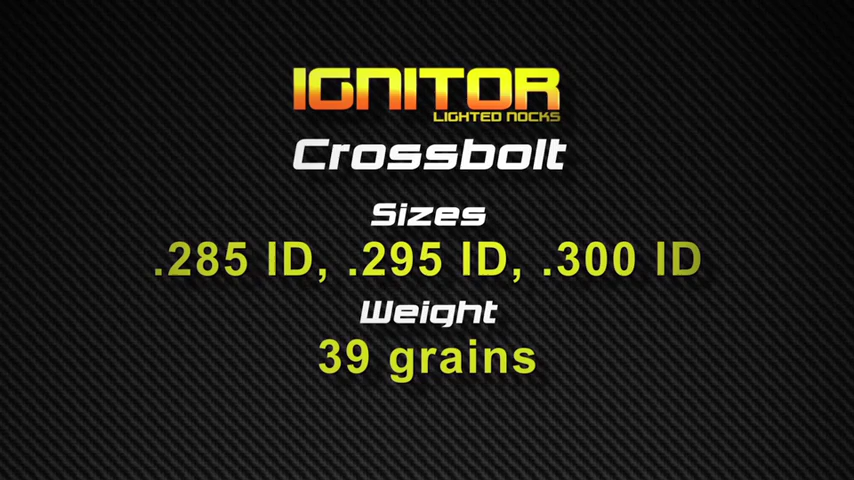 IGNITOR
LIGHTED NOCKS
Crossbolt
Sizes
.285 ID, .295 ID, .300 ID
Weight
39 grains